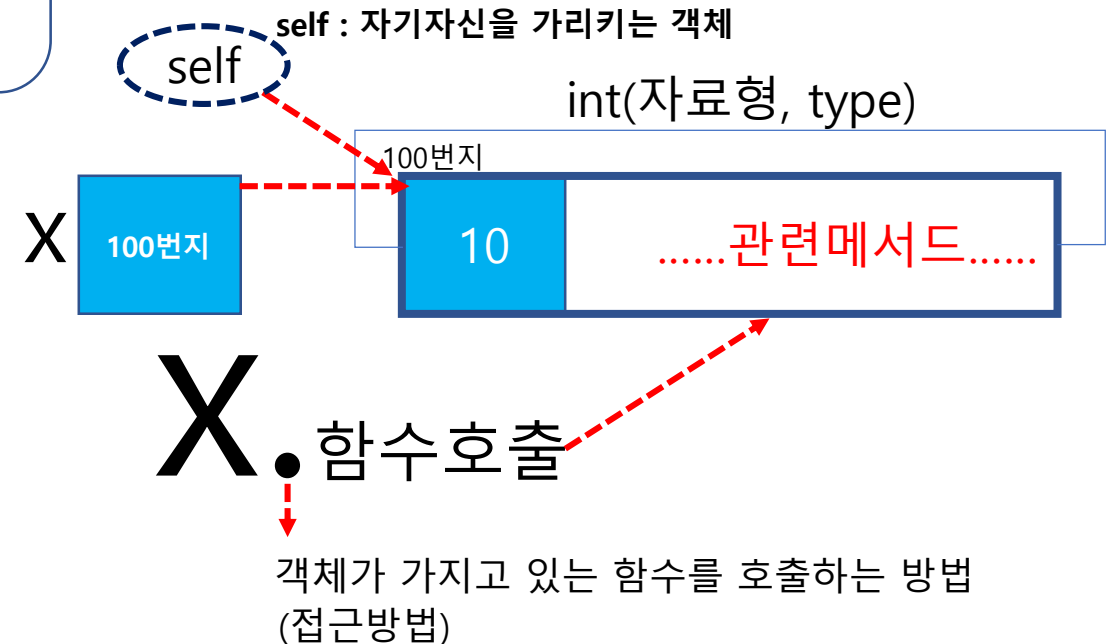 self : 자기자신을 가리키는 객체
self
int(자료형, type)
100번지
X
100번지
10
......관련메서드......
X.함수호출
객체가 가지고 있는 함수를 호출하는 방법
(접근방법)